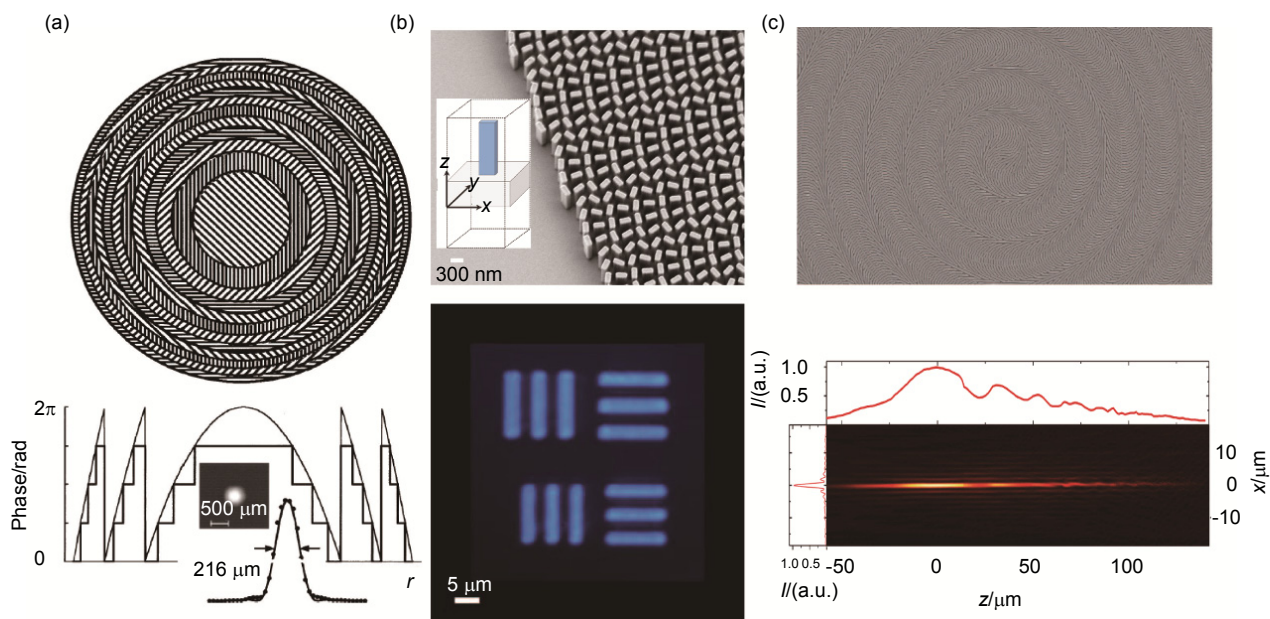 (a)
2π
Phase/rad
0
500 μm
216 μm
r
(b)
z
y
x
300 nm
5 μm
(c)
I/(a.u.)
1.0
0.5
10
0
-10
x/μm
1.0 0.5
I/(a.u.)
-50 0 50 100
z/μm